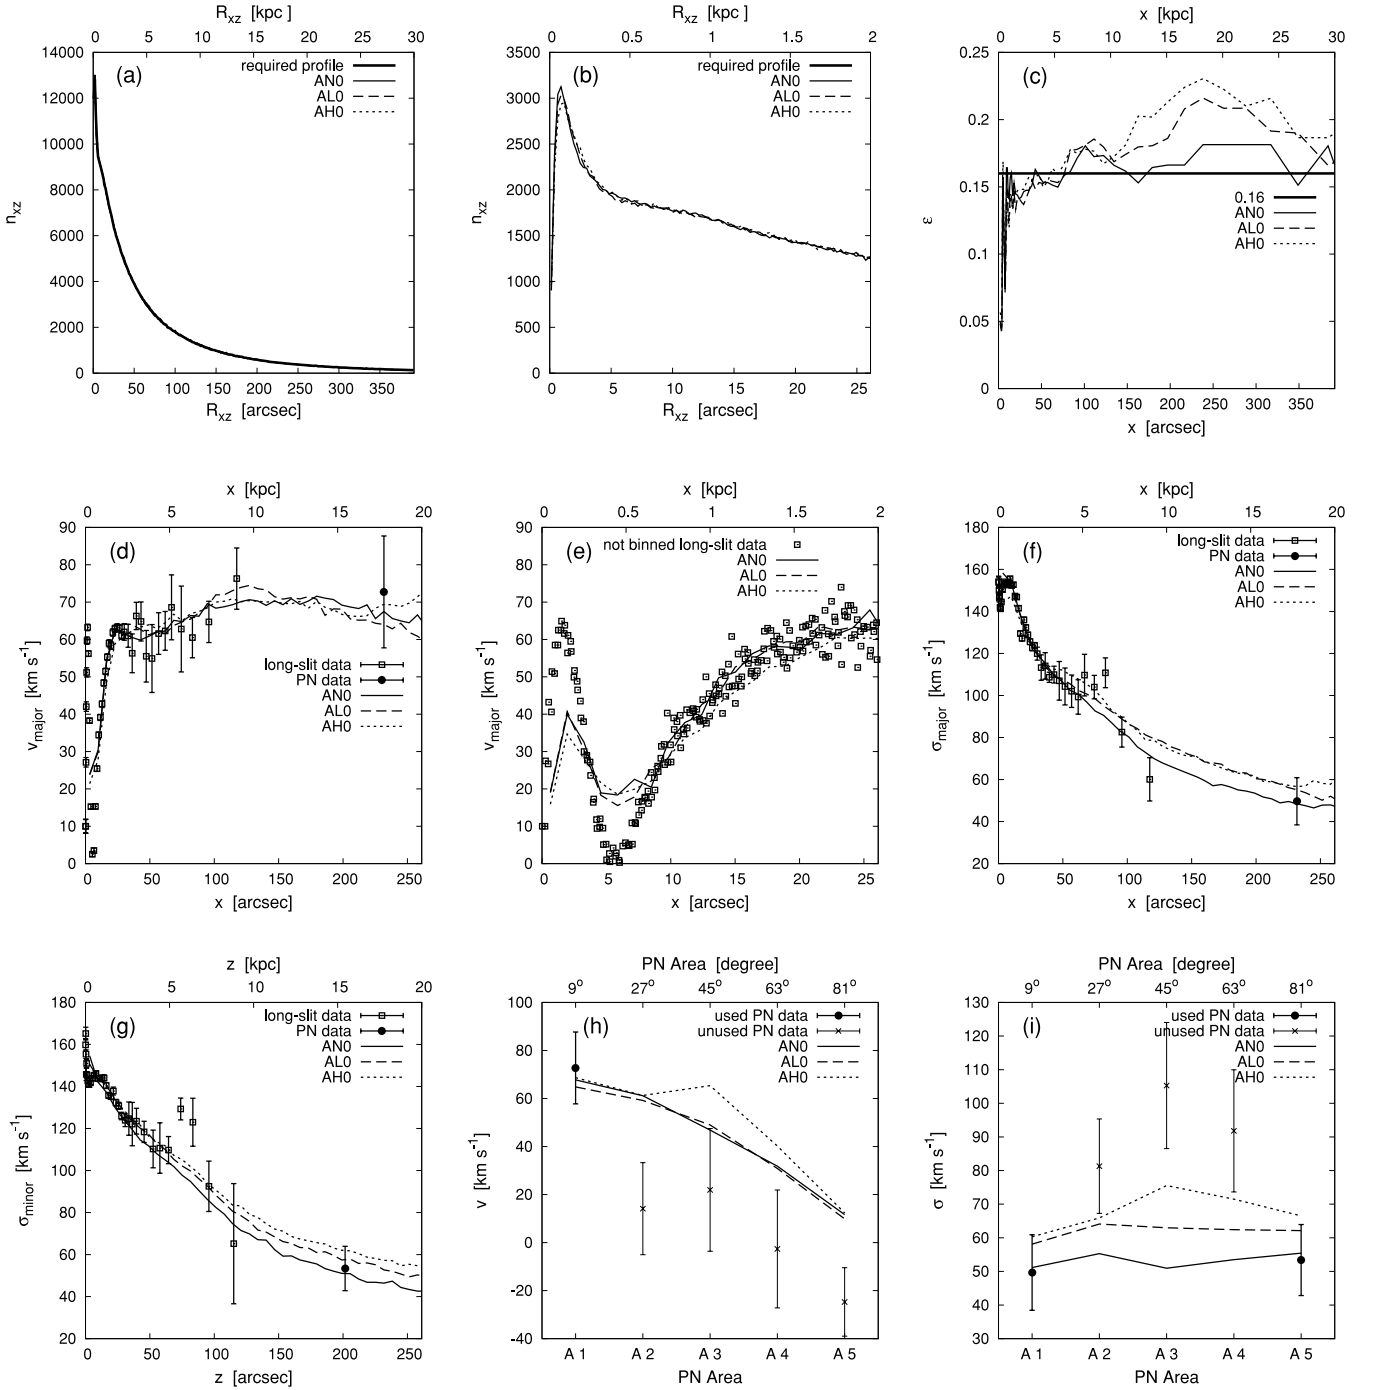 R_xz [kpc]
0 5 10 15 20 25 30
14000
12000
10000
8000
6000
4000
2000
0
n_xz
(a)
required profile
AN0
AL0
AH0
0 50 100 150 200 250 300 350
R_xz [arcsec]
R_xz [kpc]
0 0.5 1 1.5 2
3500
3000
2500
2000
1500
1000
500
0
n_xz
(b)
required profile
AN0
AL0
AH0
0 5 10 15 20 25
R_xz [arcsec]
x [kpc]
0 5 10 15 20 25 30
0.25
0.2
0.15
0.1
0.05
0
ε
(c)
0.16
AN0
AL0
AH0
0 50 100 150 200 250 300 350
x [arcsec]
x [kpc]
0 5 10 15 20
90
80
70
60
50
40
30
20
10
0
v_major [km s⁻¹]
(d)
long-slit data
PN data
AN0
AL0
AH0
0 50 100 150 200 250
x [arcsec]
x [kpc]
0 0.5 1 1.5 2
90
80
70
60
50
40
30
20
10
0
v_major [km s⁻¹]
(e)
not binned long-slit data
AN0
AL0
AH0
0 5 10 15 20 25
x [arcsec]
x [kpc]
0 5 10 15 20
180
160
140
120
100
80
60
40
20
σ_major [km s⁻¹]
(f)
long-slit data
PN data
AN0
AL0
AH0
0 50 100 150 200 250
x [arcsec]
z [kpc]
0 5 10 15 20
180
160
140
120
100
80
60
40
20
σ_minor [km s⁻¹]
(g)
long-slit data
PN data
AN0
AL0
AH0
0 50 100 150 200 250
z [arcsec]
PN Area [degree]
9° 27° 45° 63° 81°
100
80
60
40
20
0
-20
-40
v [km s⁻¹]
(h)
used PN data
unused PN data
AN0
AL0
AH0
A 1 A 2 A 3 A 4 A 5
PN Area
PN Area [degree]
9° 27° 45° 63° 81°
130
120
110
100
90
80
70
60
50
40
30
σ [km s⁻¹]
(i)
used PN data
unused PN data
AN0
AL0
AH0
A 1 A 2 A 3 A 4 A 5
PN Area